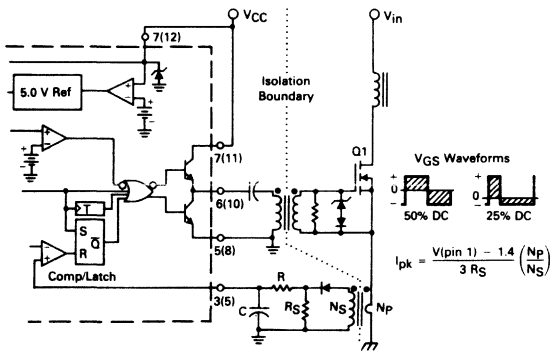 VCC
Vin
7(12)
5.0 V Ref
+
−
+
−
Isolation
Boundary
+
−
+
−
7(11)
Q1
VGS Waveforms
6(10)
+
0
−
+
0
−
50% DC
25% DC
T
S
Q̅
R
5(8)
+
−
Comp/Latch
3(5)
R
C
RS
NS
NP
Ipk = V(pin 1) − 1.4 / 3 RS (NP / NS)